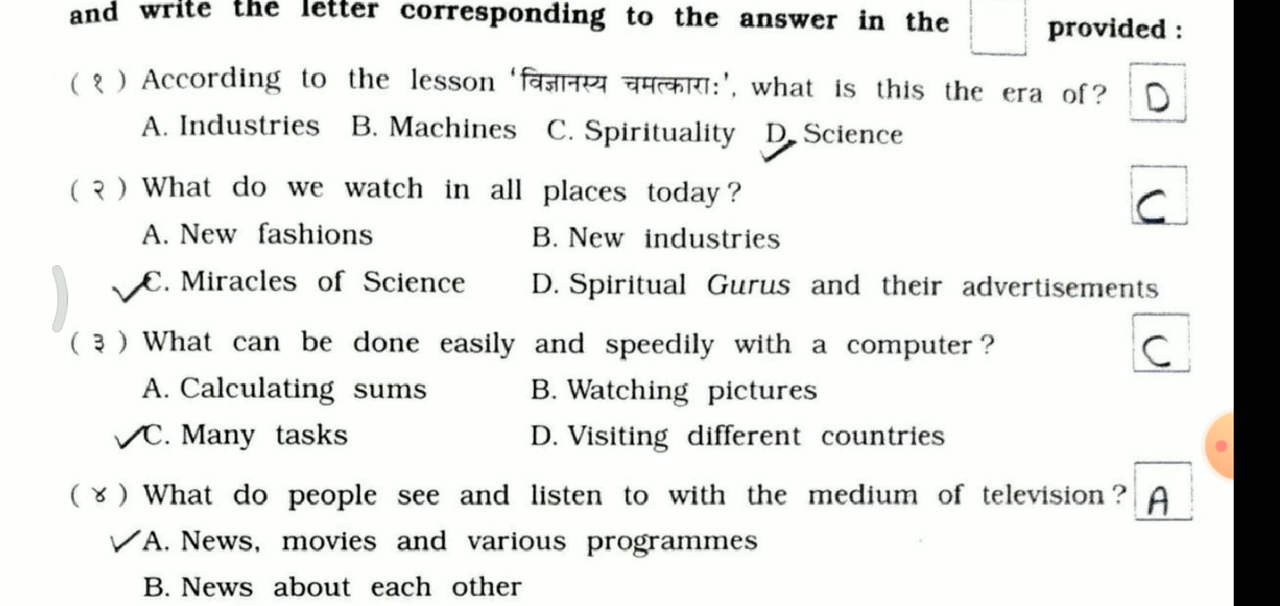 and write the letter corresponding to the answer in the provided :
( १ ) According to the lesson 'विज्ञानस्य चमत्काराः', what is this the era of? D
A. Industries B. Machines C. Spirituality D. Science
( २ ) What do we watch in all places today? C
A. New fashions B. New industries
C. Miracles of Science D. Spiritual Gurus and their advertisements
( ३ ) What can be done easily and speedily with a computer? C
A. Calculating sums B. Watching pictures
C. Many tasks D. Visiting different countries
( ४ ) What do people see and listen to with the medium of television? A
A. News, movies and various programmes
B. News about each other